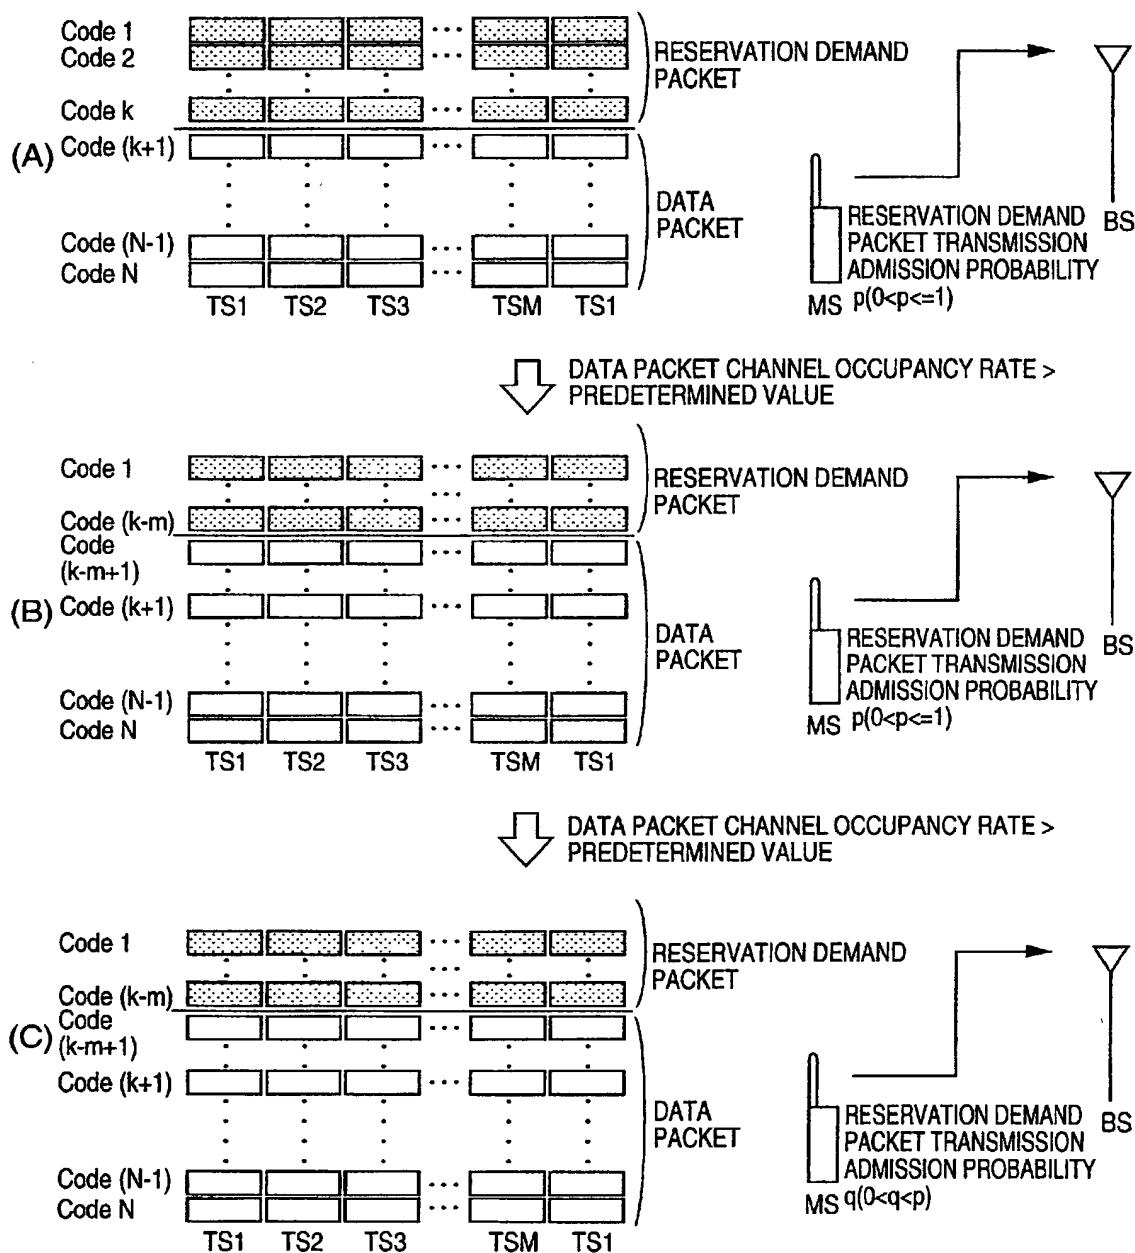 Code 1
Code 2
Code k
RESERVATION DEMAND
PACKET
(A)
Code (k+1)
Code (N-1)
Code N
DATA
PACKET
TS1 TS2 TS3 TSM TS1
RESERVATION DEMAND
PACKET TRANSMISSION
ADMISSION PROBABILITY
MS p(0<p<=1)
BS
DATA PACKET CHANNEL OCCUPANCY RATE >
PREDETERMINED VALUE
Code 1
Code (k-m)
RESERVATION DEMAND
PACKET
Code
(k-m+1)
(B)
Code (k+1)
Code (N-1)
Code N
DATA
PACKET
TS1 TS2 TS3 TSM TS1
RESERVATION DEMAND
PACKET TRANSMISSION
ADMISSION PROBABILITY
MS p(0<p<=1)
BS
DATA PACKET CHANNEL OCCUPANCY RATE >
PREDETERMINED VALUE
Code 1
Code (k-m)
RESERVATION DEMAND
PACKET
(C)
Code
(k-m+1)
Code (k+1)
Code (N-1)
Code N
DATA
PACKET
TS1 TS2 TS3 TSM TS1
RESERVATION DEMAND
PACKET TRANSMISSION
ADMISSION PROBABILITY
MS q(0<q<p)
BS